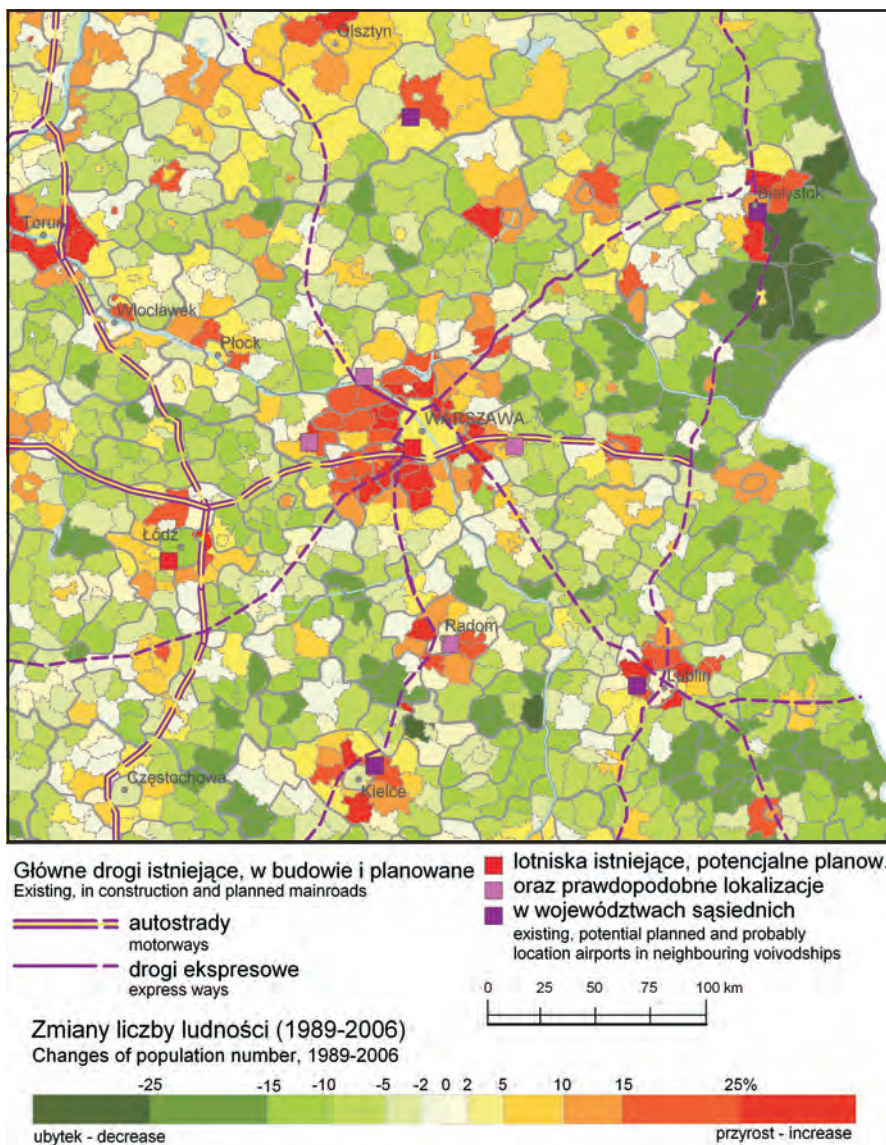 Olsztyn
Białystok
Toruń
Włocławek
Płock
WARSZAWA
Łódź
Radom
Lublin
Częstochowa
Kielce
Główne drogi istniejące, w budowie i planowane
Existing, in construction and planned mainroads
autostrady
motorways
drogi ekspresowe
express ways
lotniska istniejące, potencjalne planow.
oraz prawdopodobne lokalizacje
w województwach sąsiednich
existing, potential planned and probably
location airports in neighbouring voivodships
0 25 50 75 100 km
Zmiany liczby ludności (1989-2006)
Changes of population number, 1989-2006
-25 -15 -10 -5 -2 0 2 5 10 15 25%
ubytek - decrease przyrost - increase